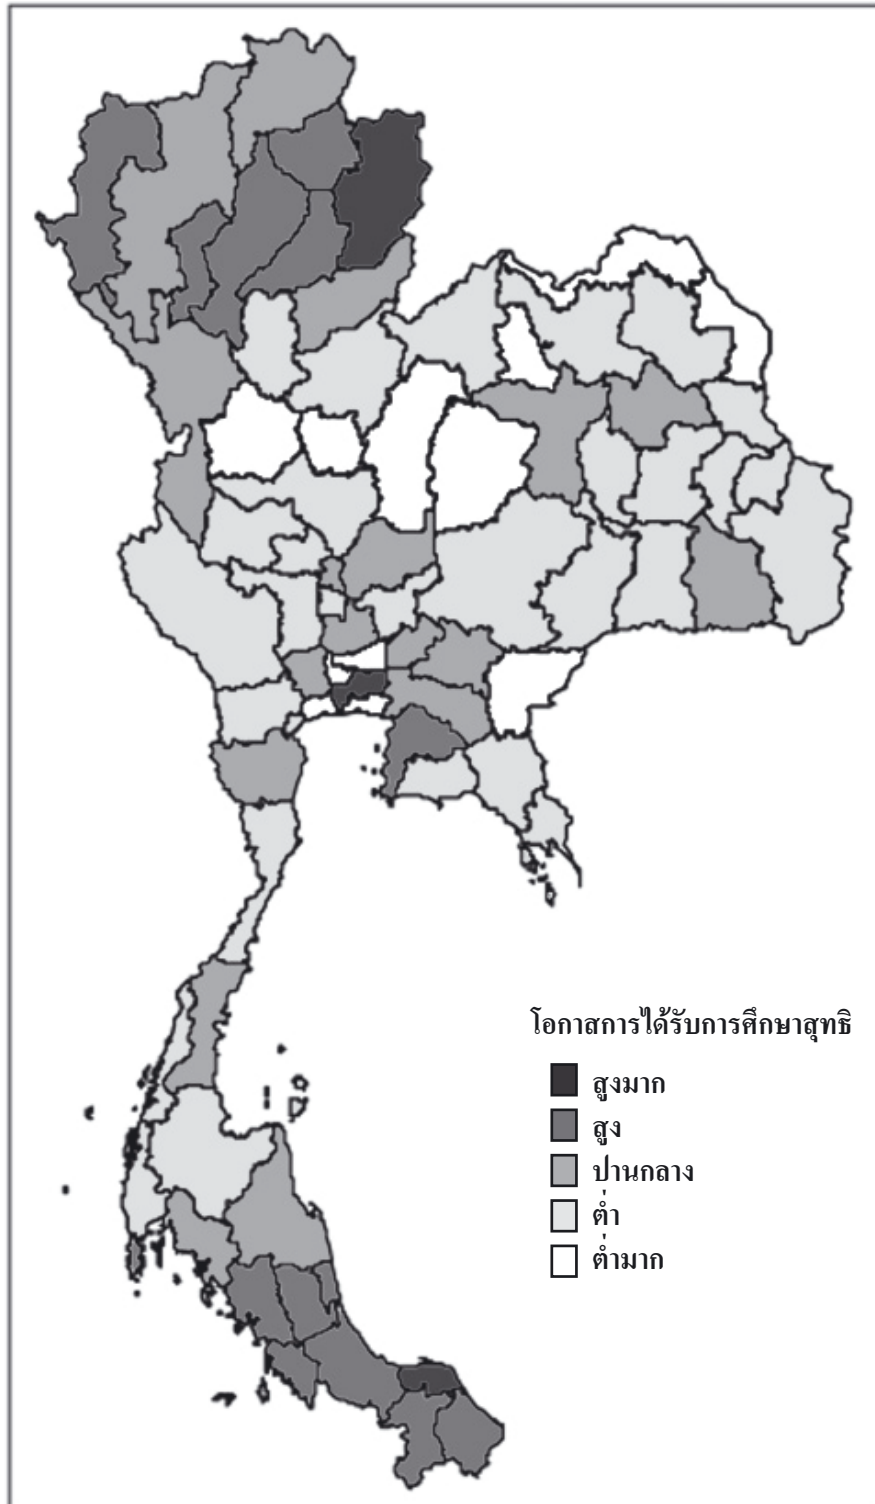 โอกาสการได้รับการศึกษาสุทธิ
สูงมาก
สูง
ปานกลาง
ต่ำ
ต่ำมาก